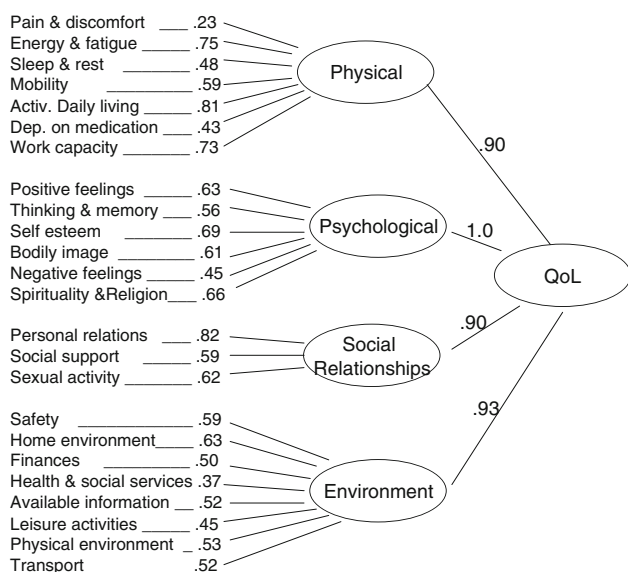 Pain & discomfort ___ .23
Energy & fatigue _____ .75
Sleep & rest _______ .48
Mobility ________ .59
Activ. Daily living ____ .81
Dep. on medication ___ .43
Work capacity _______ .73
Physical
.90
Positive feelings _____ .63
Thinking & memory ___ .56
Self esteem _______ .69
Bodily image _______ .61
Negative feelings ____ .45
Spirituality &Religion___ .66
Psychological
1.0
QoL
Personal relations ___ .82
Social support _____ .59
Sexual activity ______ .62
Social
Relationships
.90
Safety ____________ .59
Home environment____ .63
Finances _________ .50
Health & social services .37
Available information __ .52
Leisure activities _____ .45
Physical environment _ .53
Transport .52
Environment
.93